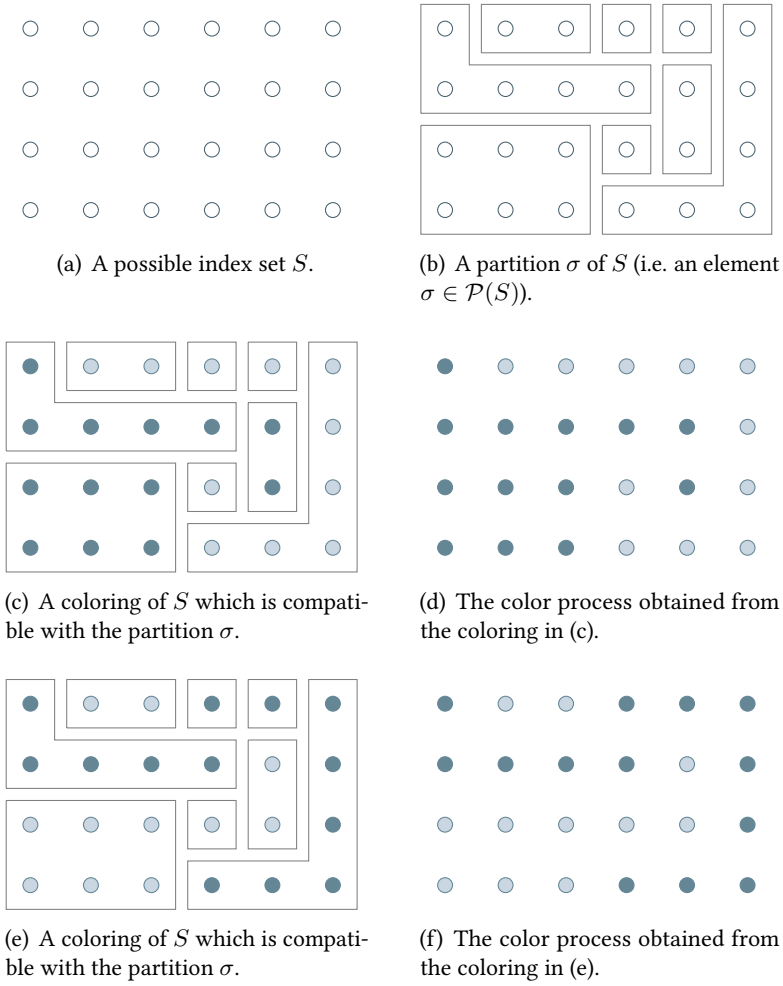 (a) A possible index set S.
(b) A partition σ of S (i.e. an element
σ ∈ 𝒫(S)).
(c) A coloring of S which is compati-
ble with the partition σ.
(d) The color process obtained from
the coloring in (c).
(e) A coloring of S which is compati-
ble with the partition σ.
(f) The color process obtained from
the coloring in (e).